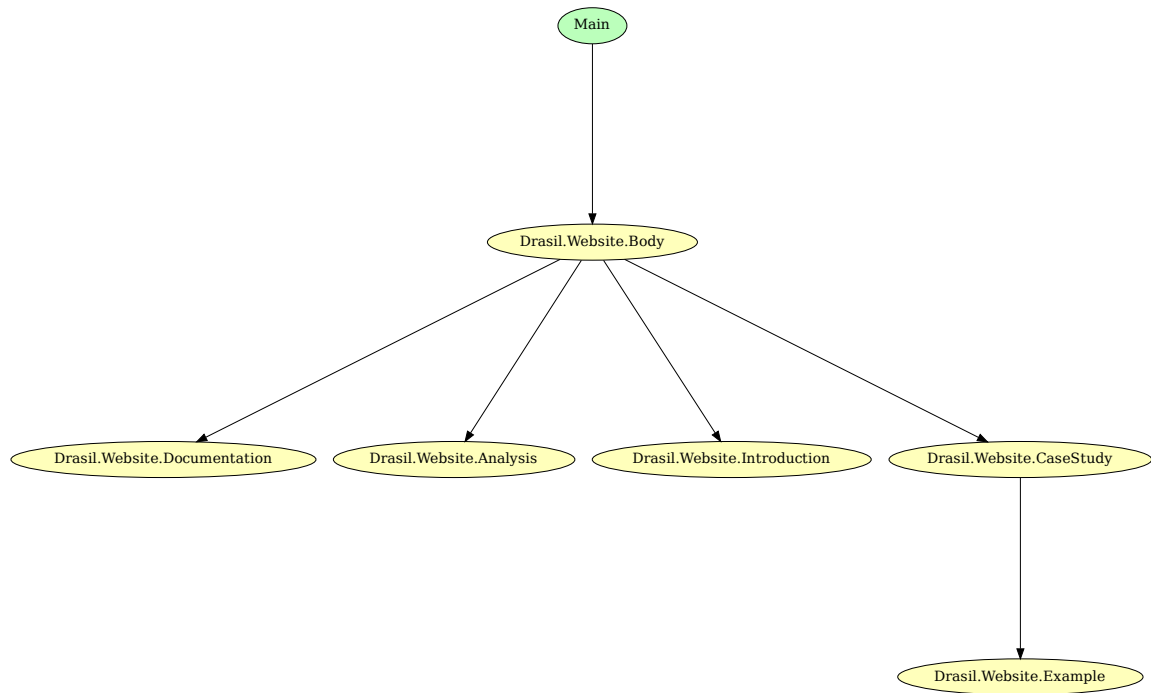 Main
Drasil.Website.Body
Drasil.Website.Documentation
Drasil.Website.Analysis
Drasil.Website.Introduction
Drasil.Website.CaseStudy
Drasil.Website.Example